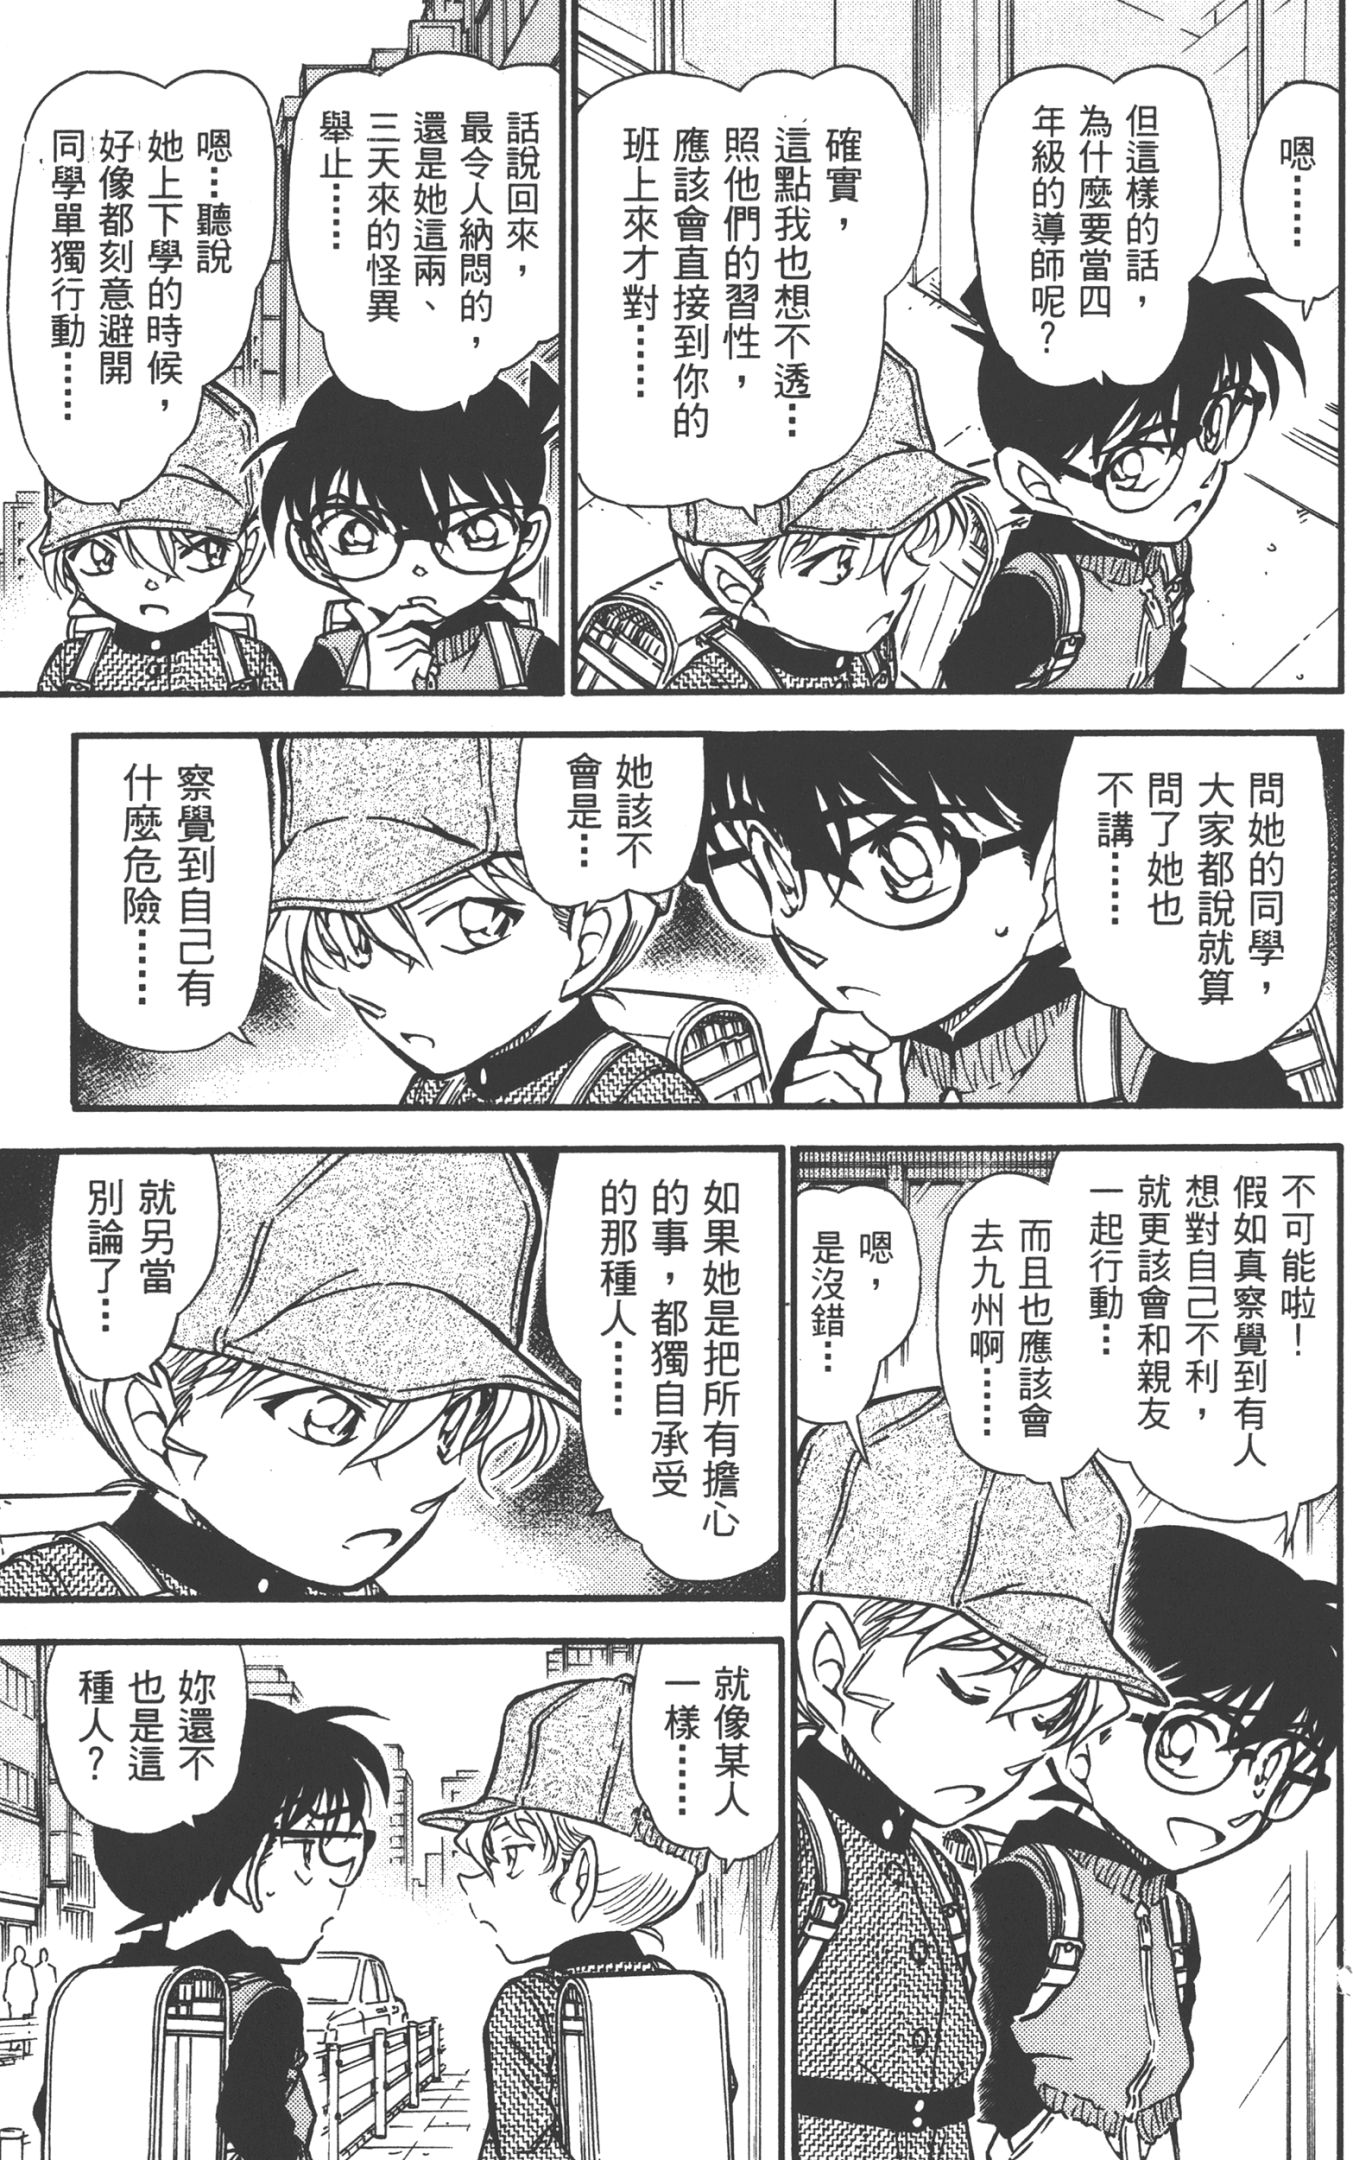 嗯……
但這樣的話，
為什麼要當四
年級的導師呢？
確實，
這點我也想不透…
照他們的習性，
應該會直接到你的
班上來才對……
話說回來，
最令人納悶的，
還是她這兩、
三天來的怪異
舉止……
嗯…聽說
她上下學的時候，
好像都刻意避開
同學單獨行動……
問她的同學，
大家都說就算
問了她也
不講……
她該不
會是…
察覺到自己有
什麼危險……
不可能啦！
假如真察覺到有人
想對自己不利，
就更該會和親友
一起行動…
而且也應該會
去九州啊……
嗯，
是沒錯…
如果她是把所有擔心
的事，都獨自承受
的那種人……
就另當
別論了…
就像某人
一樣……
妳還不
也是這
種人？